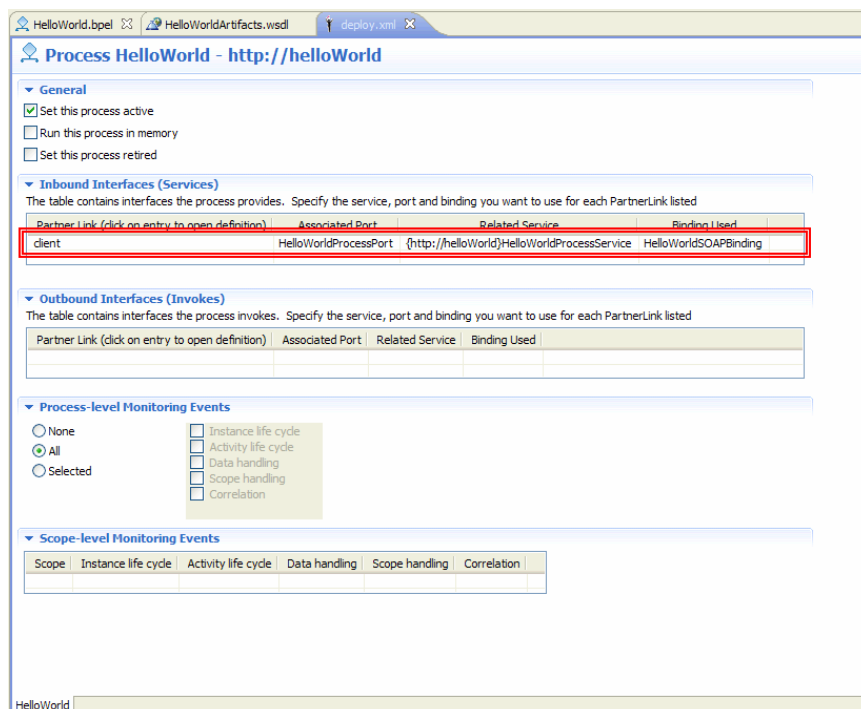 HelloWorld.bpel HelloWorldArtifacts.wsdl deploy.xml
Process HelloWorld - http://helloWorld
General
Set this process active
Run this process in memory
Set this process retired
Inbound Interfaces (Services)
The table contains interfaces the process provides. Specify the service, port and binding you want to use for each PartnerLink listed
Partner Link (click on entry to open definition) Associated Port Related Service Binding Used
client HelloWorldProcessPort {http://helloWorld}HelloWorldProcessService HelloWorldSOAPBinding
Outbound Interfaces (Invokes)
The table contains interfaces the process invokes. Specify the service, port and binding you want to use for each PartnerLink listed
Partner Link (click on entry to open definition) Associated Port Related Service Binding Used
Process-level Monitoring Events
None Instance life cycle
All Activity life cycle
Data handling
Selected Scope handling
Correlation
Scope-level Monitoring Events
Scope Instance life cycle Activity life cycle Data handling Scope handling Correlation
HelloWorld